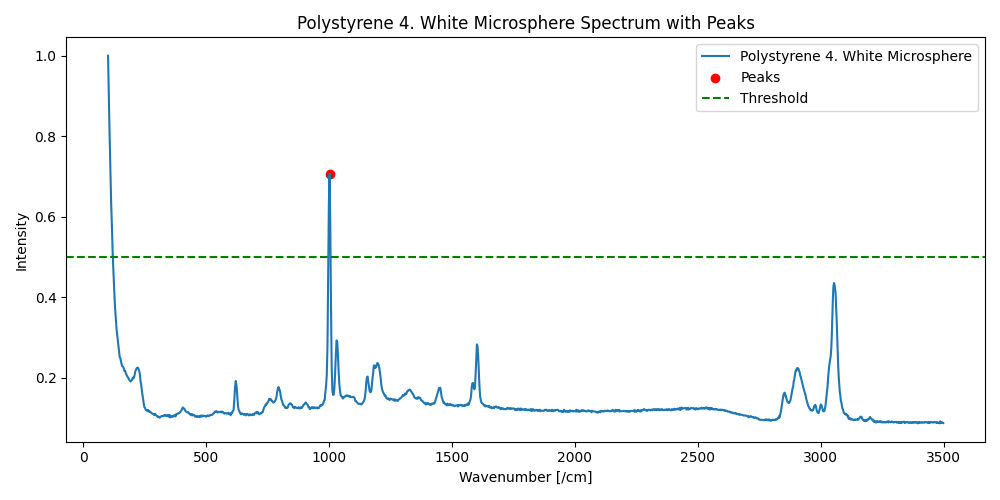 Polystyrene 4. White Microsphere Spectrum with Peaks
Polystyrene 4. White Microsphere
Peaks
Threshold
Intensity
1.0
0.8
0.6
0.4
0.2
0 500 1000 1500 2000 2500 3000 3500
Wavenumber [/cm]